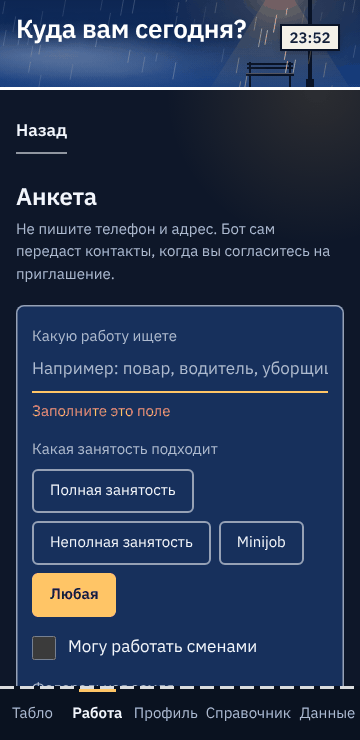 Куда вам сегодня?
23:52
Назад
Анкета
Не пишите телефон и адрес. Бот сам
передаст контакты, когда вы согласитесь на
приглашение.
Какую работу ищете
Например: повар, водитель, уборщиц
Заполните это поле
Какая занятость подходит
Полная занятость
Неполная занятость
Minijob
Любая
Могу работать сменами
Табло
Работа
Профиль
Справочник
Данные